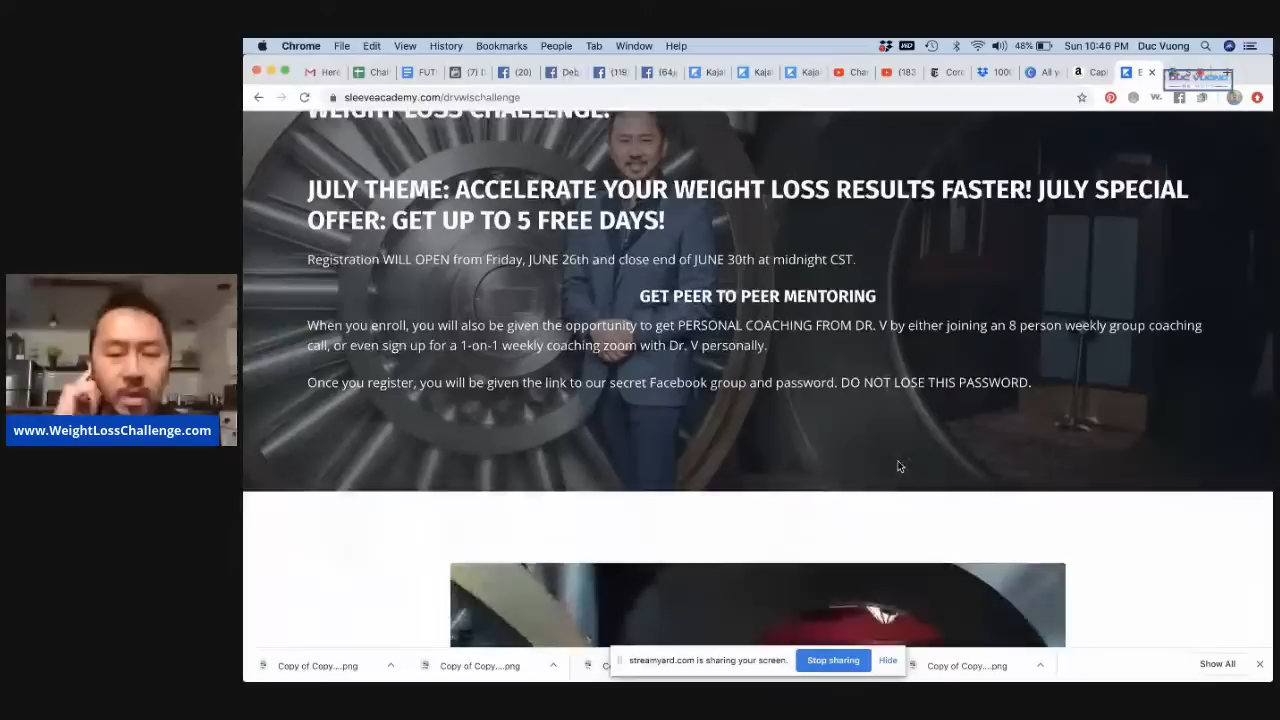 Chrome File Edit View History Bookmarks People Tab Window Help 48% Sun 10:46 PM Duc Vuong
sleeveacademy.com/drvwlschallenge
WEIGHT LOSS CHALLENGE!
JULY THEME: ACCELERATE YOUR WEIGHT LOSS RESULTS FASTER! JULY SPECIAL
OFFER: GET UP TO 5 FREE DAYS!
Registration WILL OPEN from Friday, JUNE 26th and close end of JUNE 30th at midnight CST.
GET PEER TO PEER MENTORING
When you enroll, you will also be given the opportunity to get PERSONAL COACHING FROM DR. V by either joining an 8 person weekly group coaching
call, or even sign up for a 1-on-1 weekly coaching zoom with Dr. V personally.
Once you register, you will be given the link to our secret Facebook group and password. DO NOT LOSE THIS PASSWORD.
www.WeightLossChallenge.com
streamyard.com is sharing your screen. Stop sharing Hide
Copy of Copy....png Copy of Copy....png Copy of Copy....png Show All